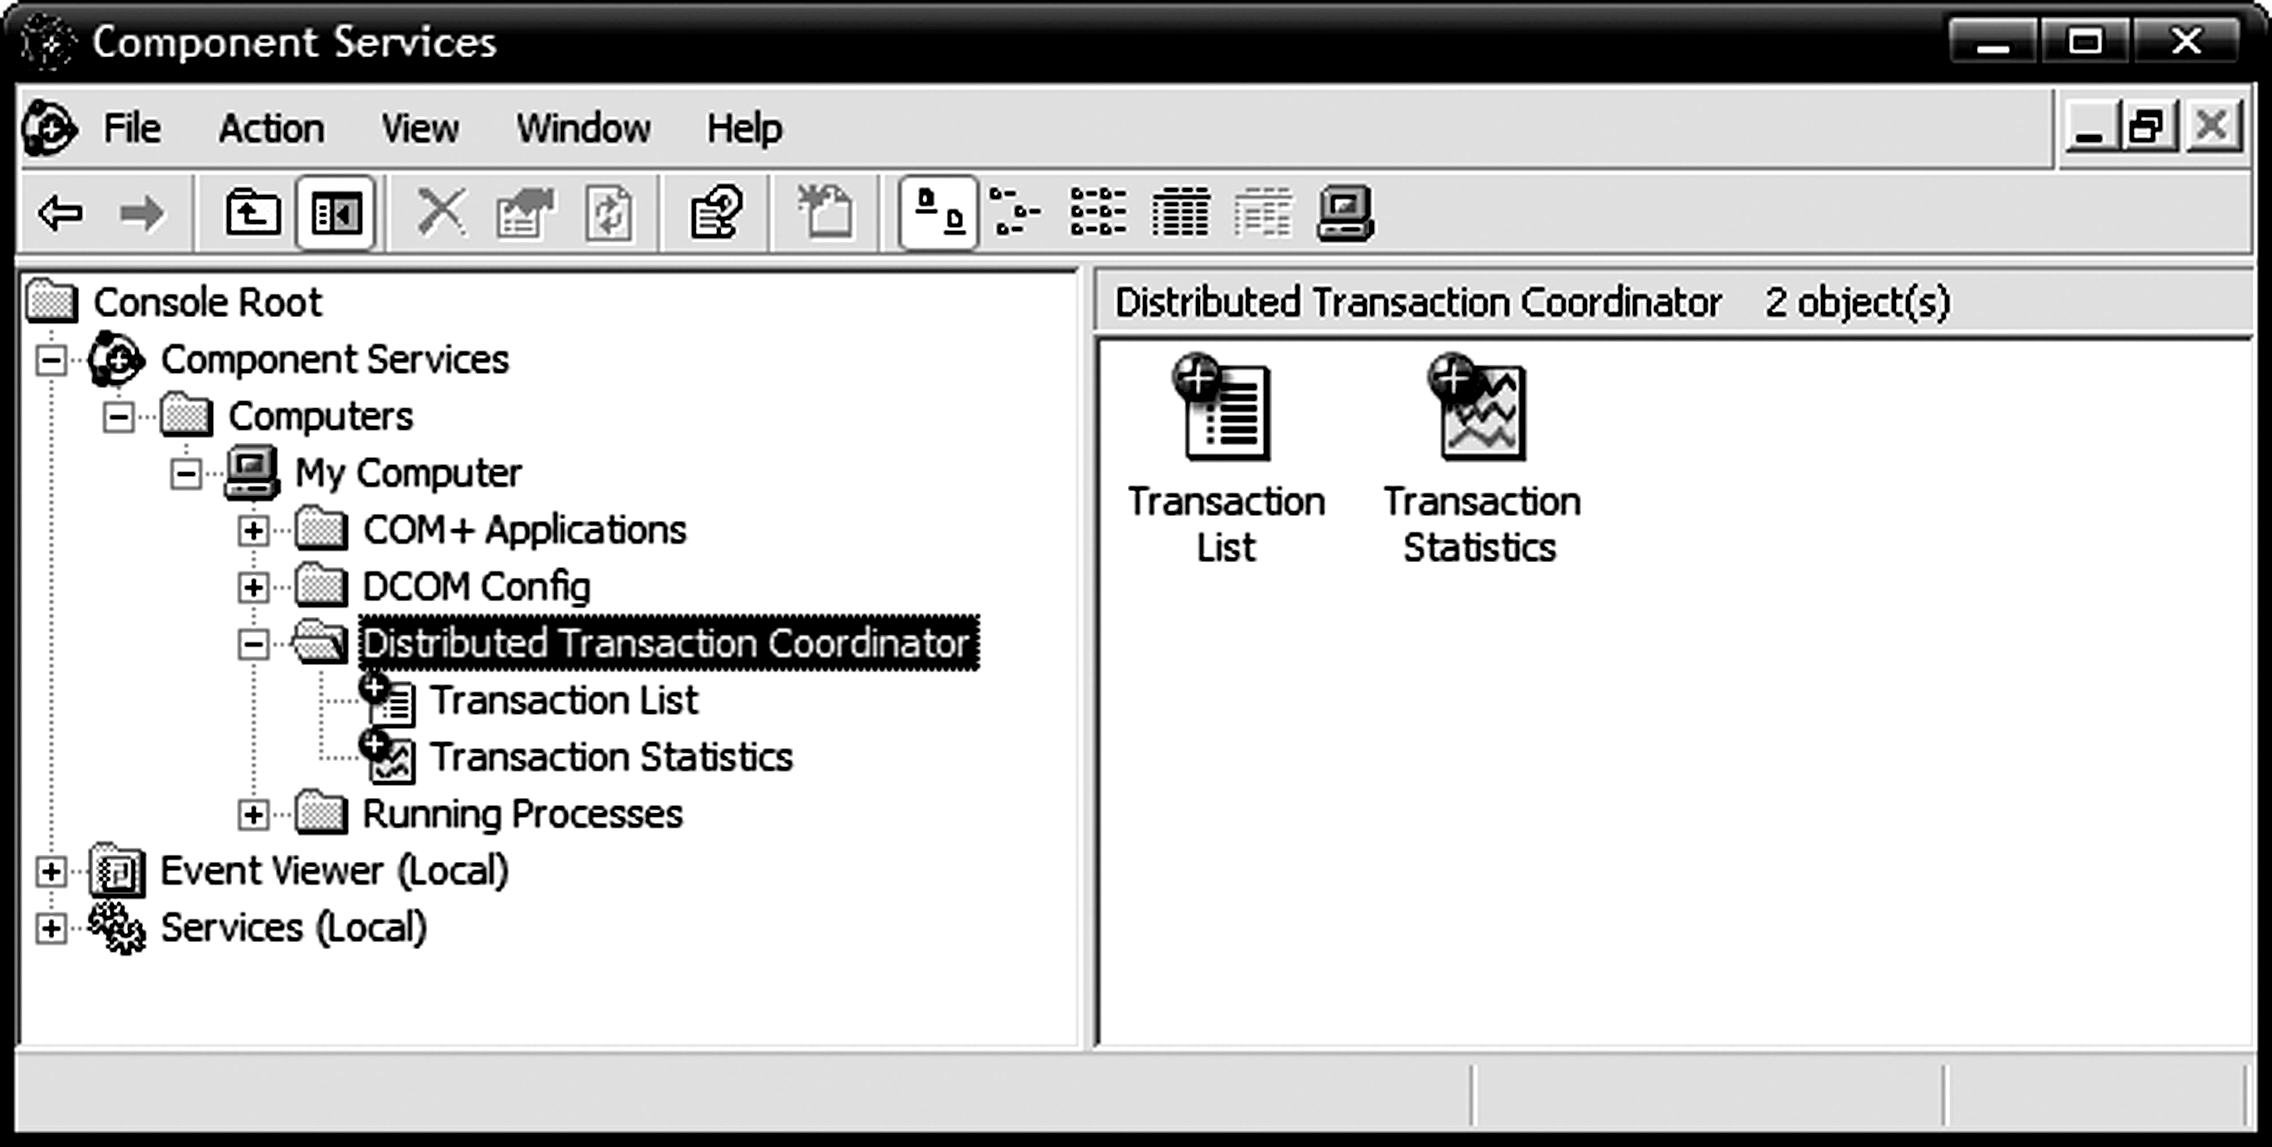 Component Services
File Action View Window Help
Console Root
Component Services
Computers
My Computer
COM+ Applications
DCOM Config
Distributed Transaction Coordinator
Transaction List
Transaction Statistics
Running Processes
Event Viewer (Local)
Services (Local)
Distributed Transaction Coordinator 2 object(s)
Transaction
List
Transaction
Statistics